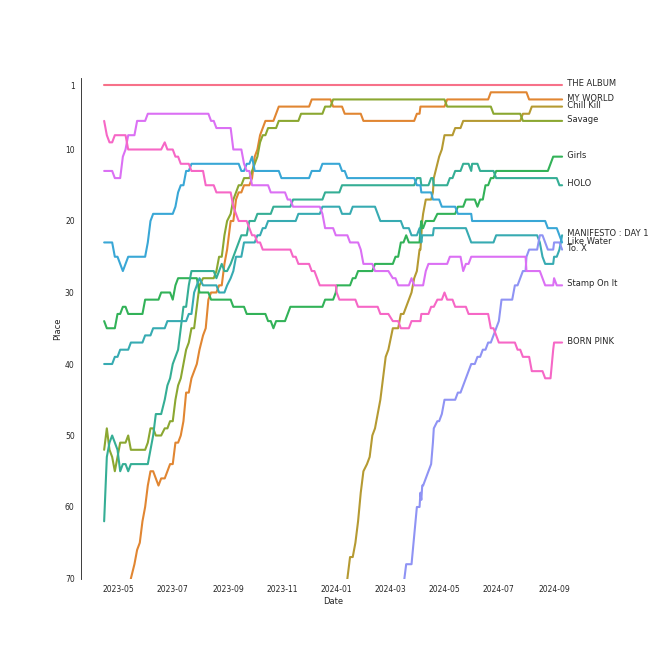 1
10
20
30
40
50
60
70
Place
2023-05
2023-07
2023-09
2023-11
2024-01
2024-03
2024-05
2024-07
2024-09
Date
THE ALBUM
MY WORLD
Chill Kill
Savage
Girls
HOLO
MANIFESTO : DAY 1
Like Water
To. X
Stamp On It
BORN PINK